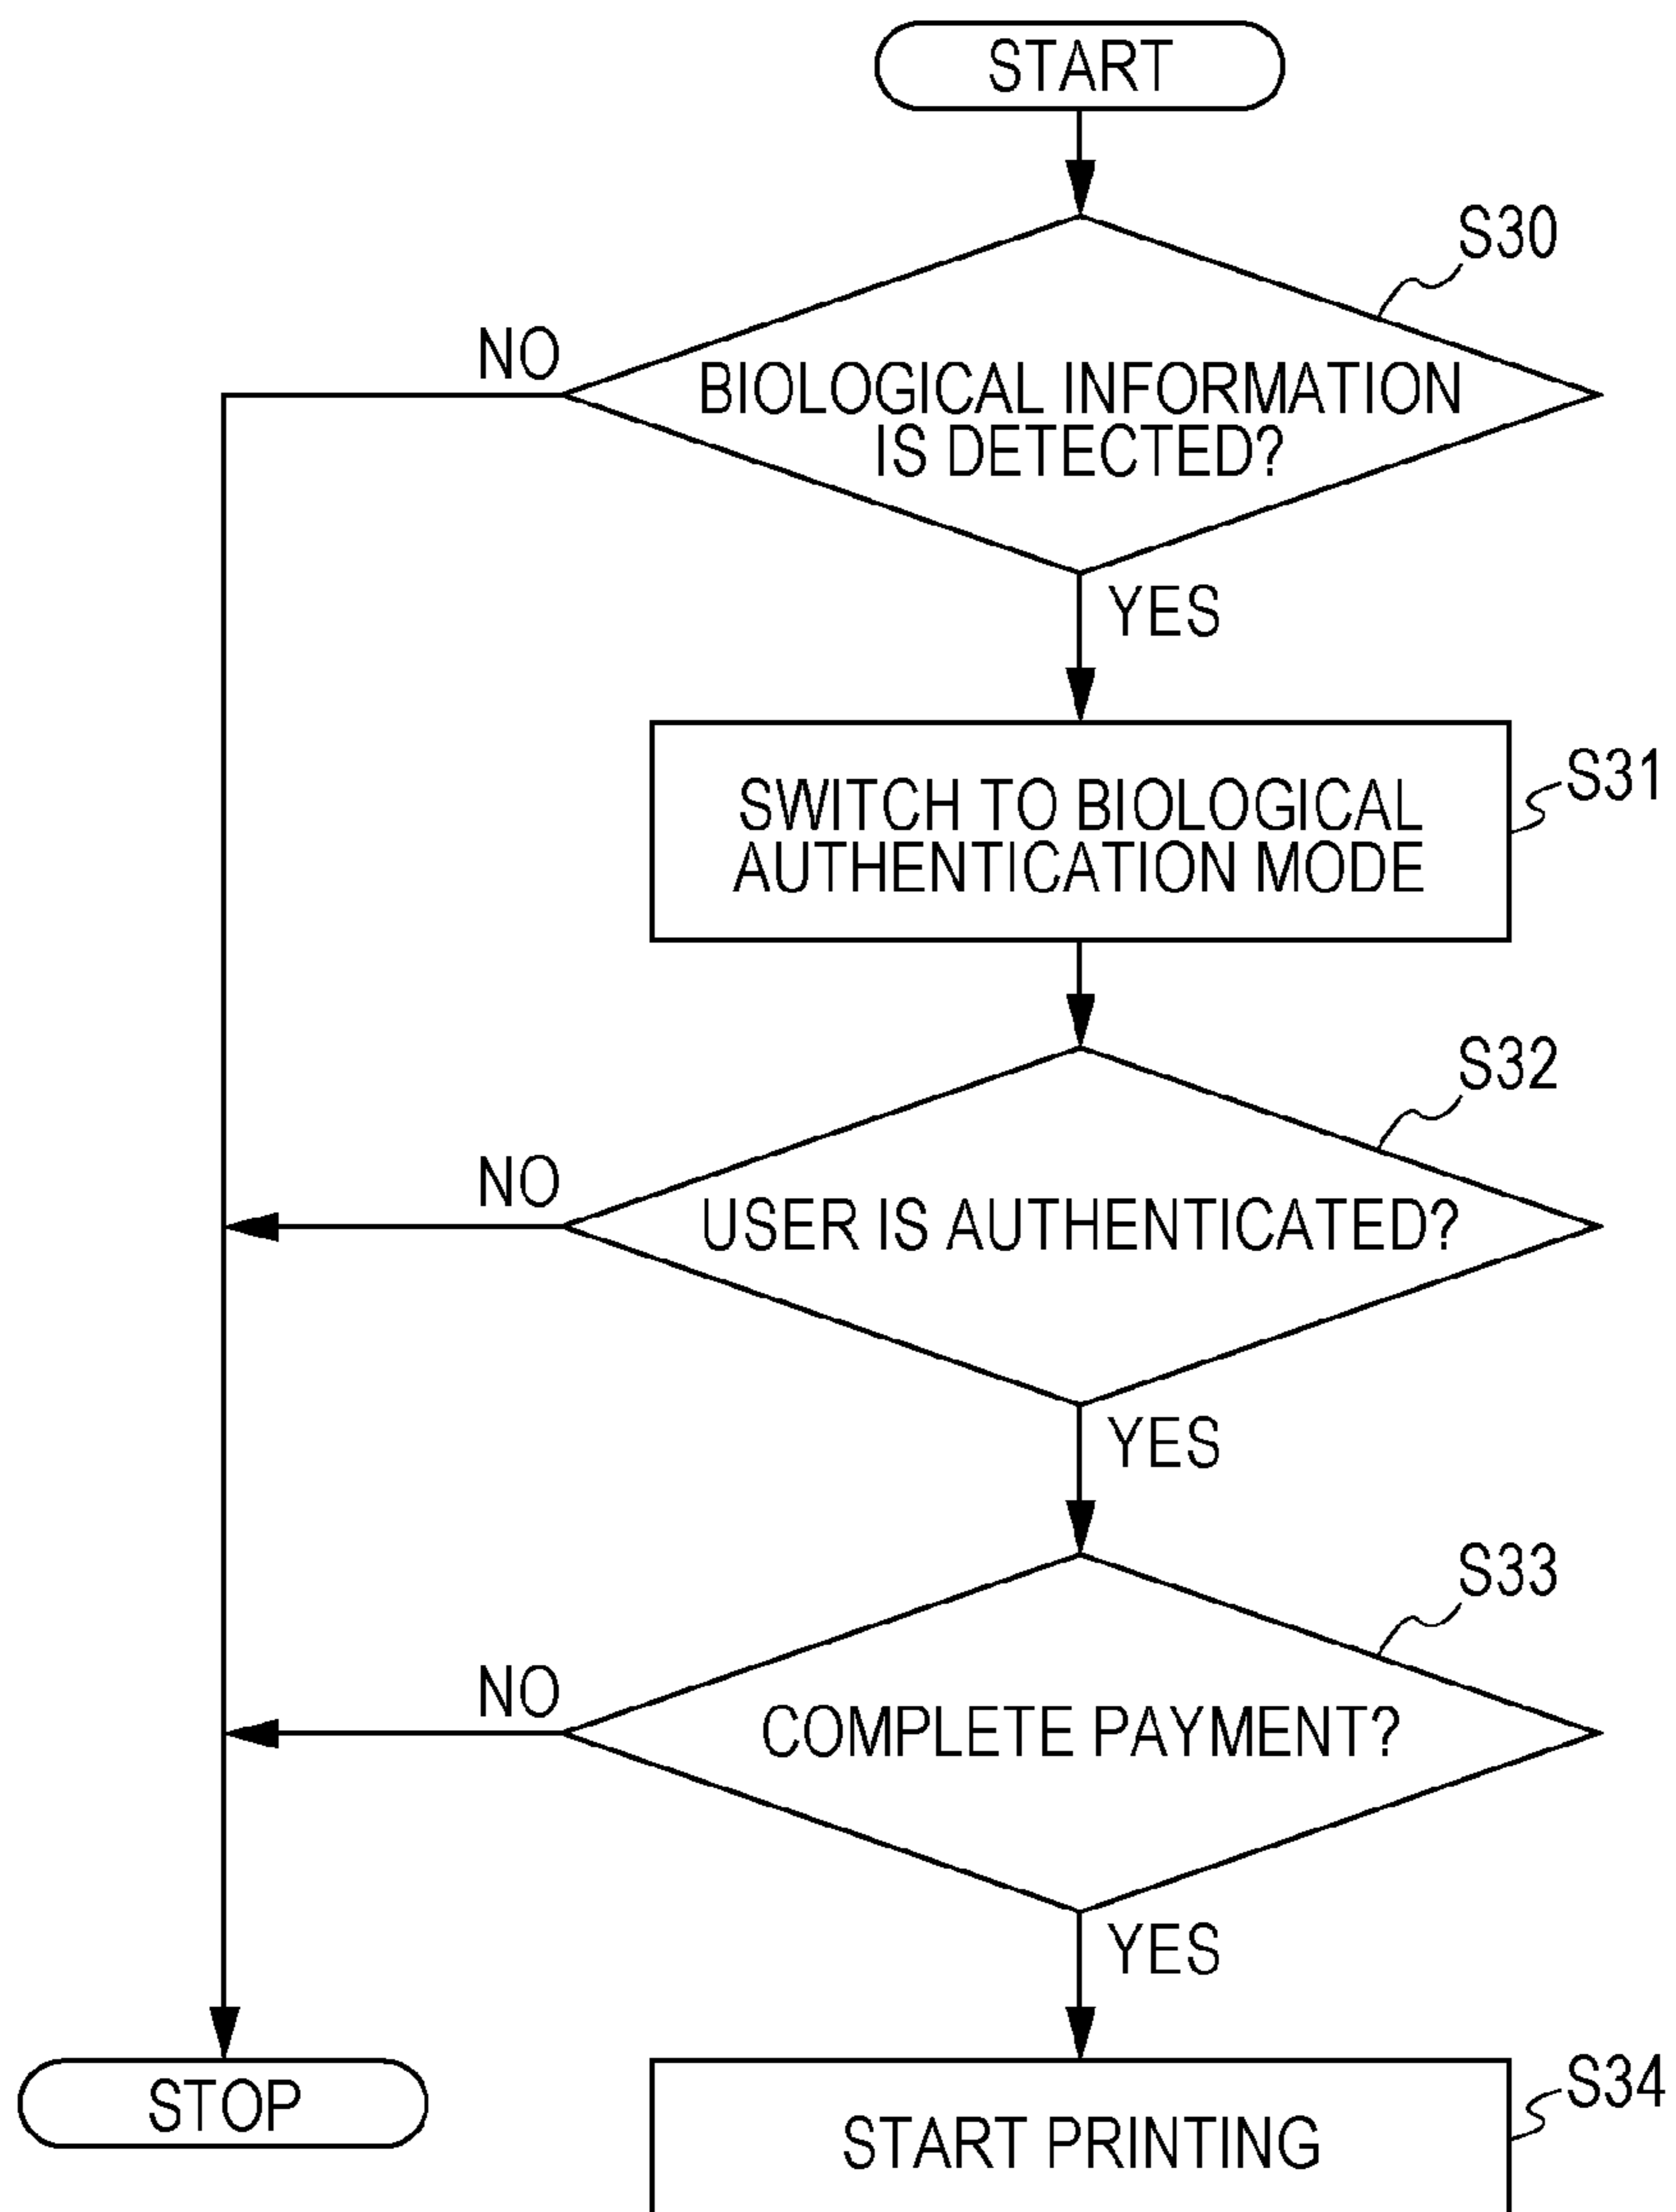 START
S30
NO
BIOLOGICAL INFORMATION
IS DETECTED?
YES
S31
SWITCH TO BIOLOGICAL
AUTHENTICATION MODE
S32
NO
USER IS AUTHENTICATED?
YES
S33
NO
COMPLETE PAYMENT?
YES
STOP
S34
START PRINTING